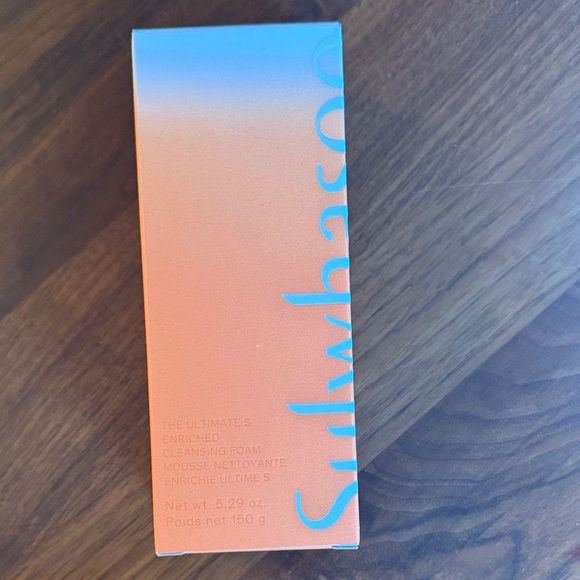 Sulwhasoo
THE ULTIMATE S
ENRICHED
CLEANSING FOAM
MOUSSE NETTOYANTE
ENRICHIE ULTIME S
Net wt. 5.29 oz.
Poids net 150 g